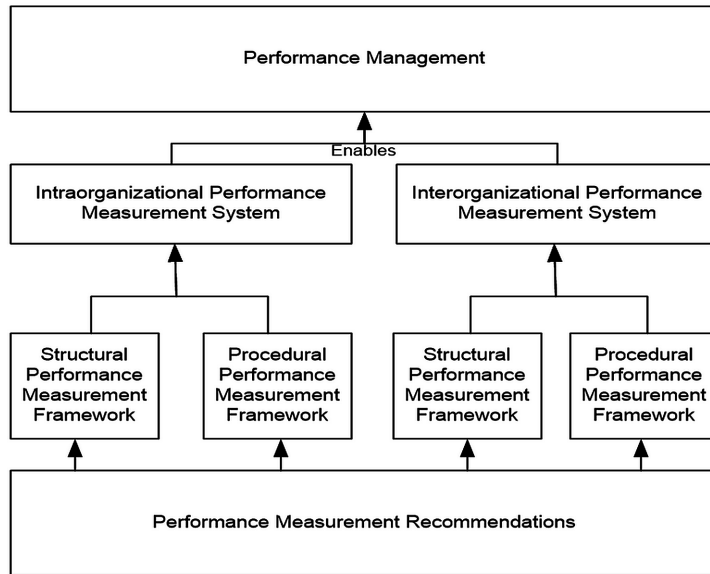 Performance Management
Enables
Intraorganizational Performance
Measurement System
Interorganizational Performance
Measurement System
Structural
Performance
Measurement
Framework
Procedural
Performance
Measurement
Framework
Structural
Performance
Measurement
Framework
Procedural
Performance
Measurement
Framework
Performance Measurement Recommendations